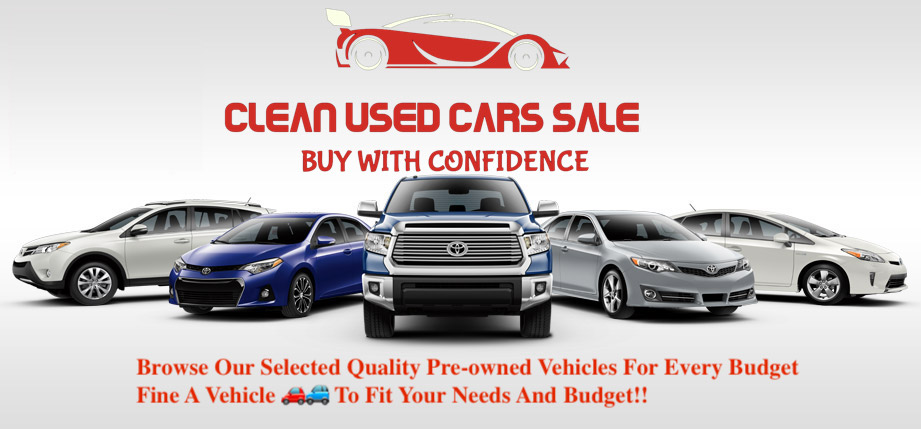 CLEAN USED CARS SALE
BUY WITH CONFIDENCE
Browse Our Selected Quality Pre-owned Vehicles For Every Budget
Fine A Vehicle 🚗🚙 To Fit Your Needs And Budget!!